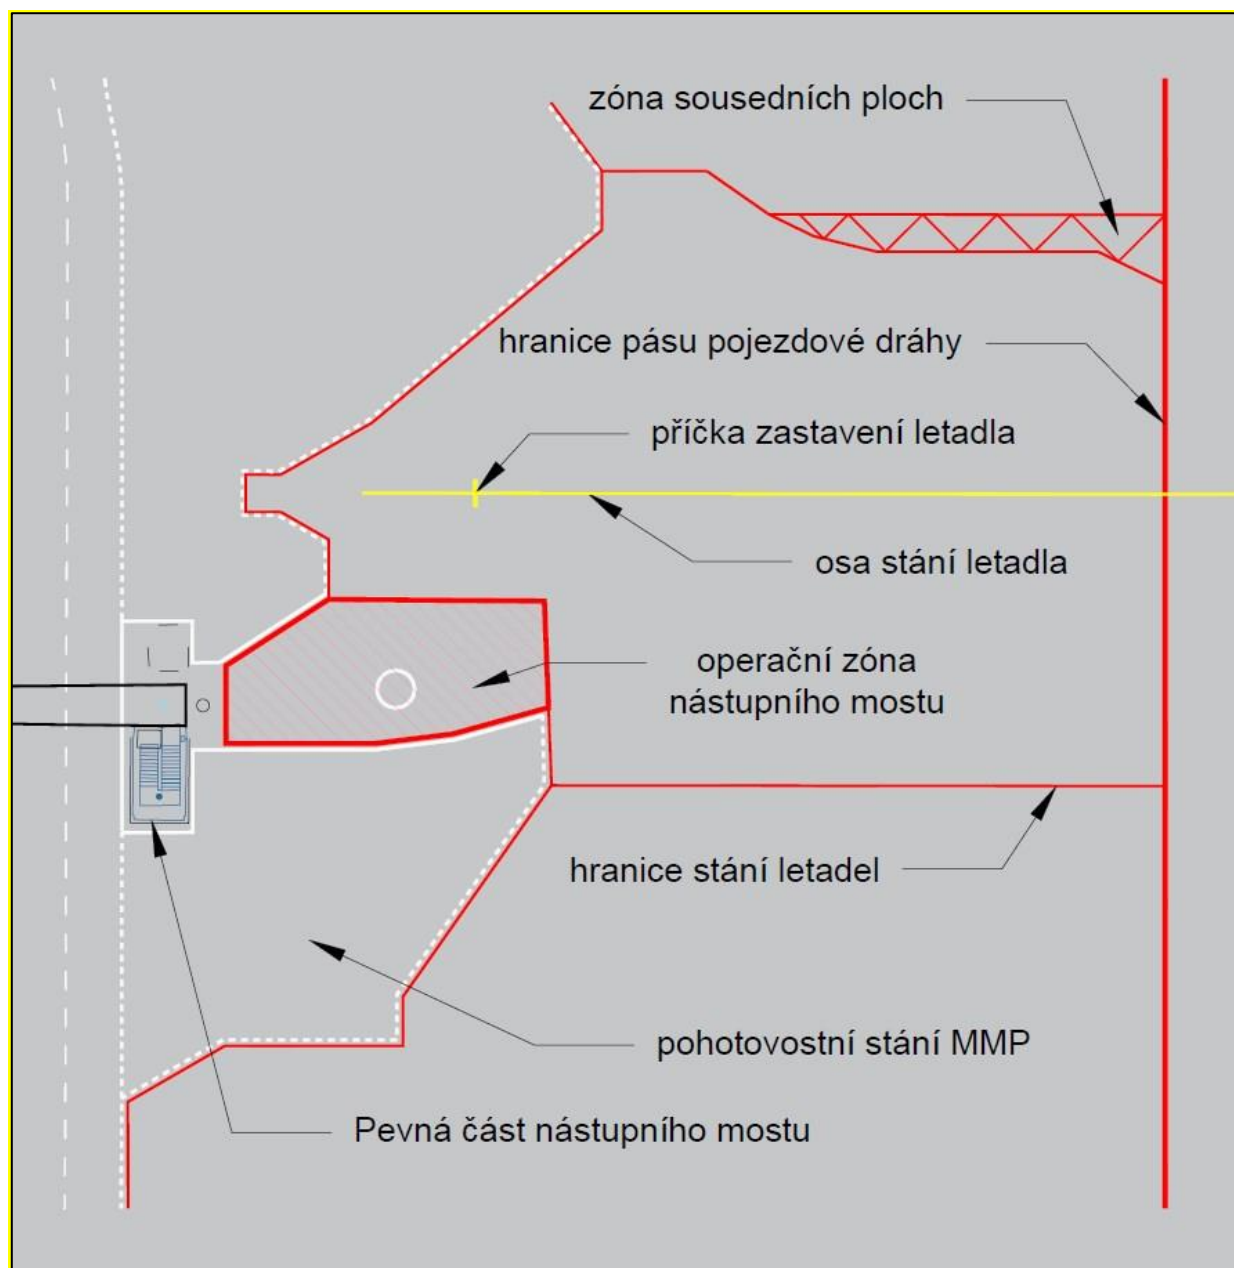 zóna sousedních ploch
hranice pásu pojezdové dráhy
příčka zastavení letadla
osa stání letadla
operační zóna
nástupního mostu
hranice stání letadel
pohotovostní stání MMP
Pevná část nástupního mostu